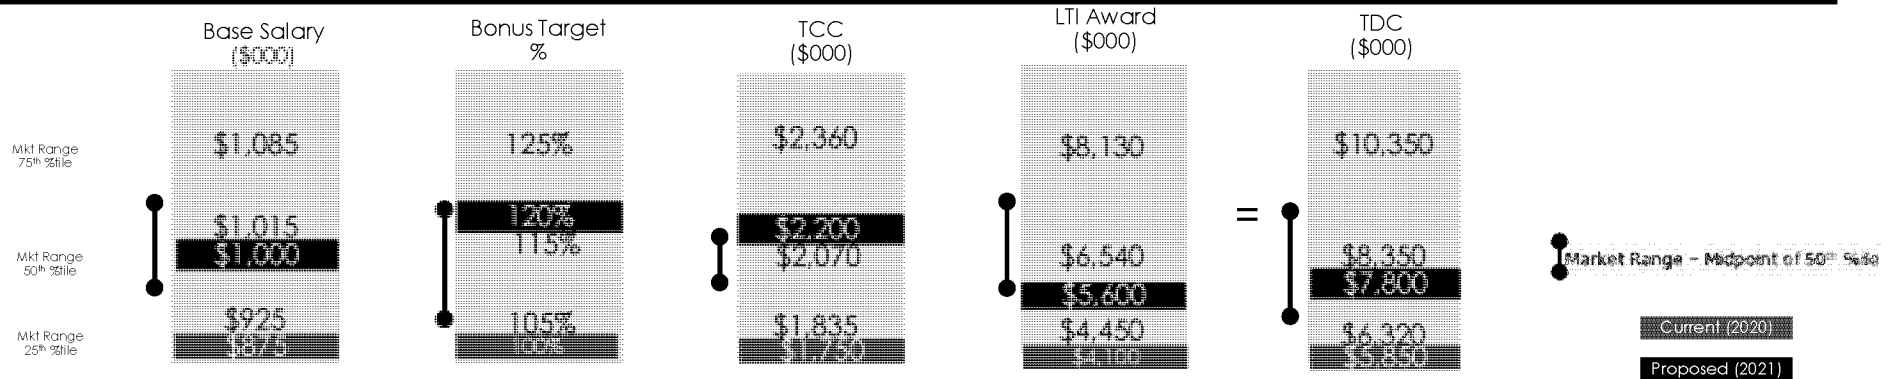 Base Salary
($000)
Bonus Target
%
TCC
($000)
LTI Award
($000)
TDC
($000)
Mkt Range
75th %tile
$1,085
125%
$2,360
$8,130
$10,350
120%
$1,015
115%
$2,200
=
Mkt Range
50th %tile
$1,000
$2,070
$6,540
$8,350
Market Range – Midpoint of 50th %tile
$5,600
$7,800
Mkt Range
25th %tile
$925
105%
$1,835
$4,450
$6,320
$875
100%
$1,750
$4,100
$5,850
Current (2020)
Proposed (2021)